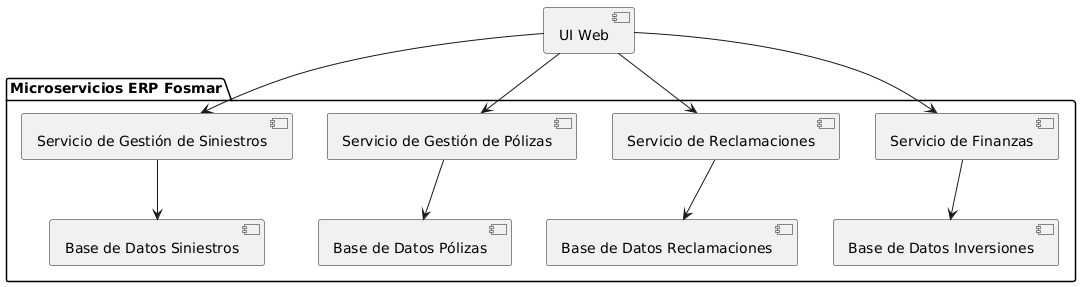 UI Web
Microservicios ERP Fosmar
Servicio de Gestión de Siniestros
Servicio de Gestión de Pólizas
Servicio de Reclamaciones
Servicio de Finanzas
Base de Datos Siniestros
Base de Datos Pólizas
Base de Datos Reclamaciones
Base de Datos Inversiones